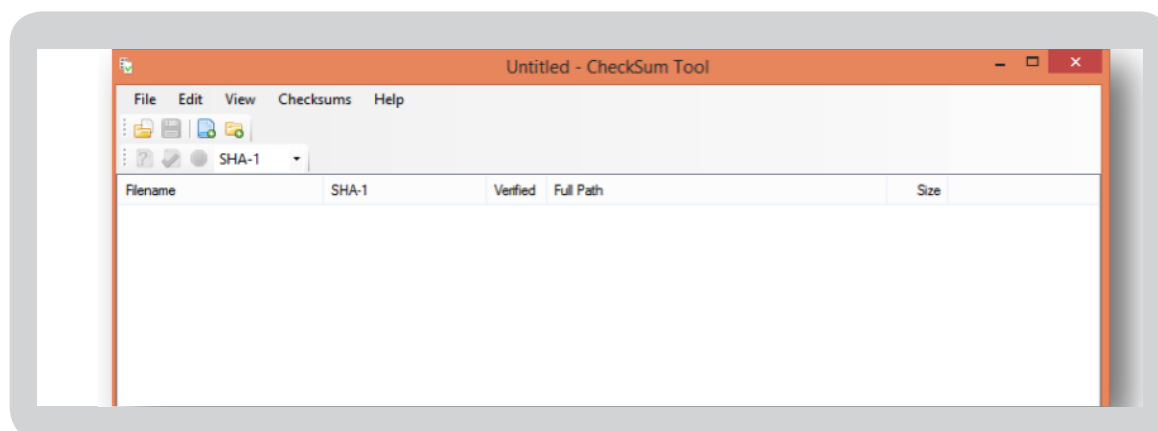 Untitled - CheckSum Tool
File Edit View Checksums Help
SHA-1
Filename SHA-1 Verified Full Path Size